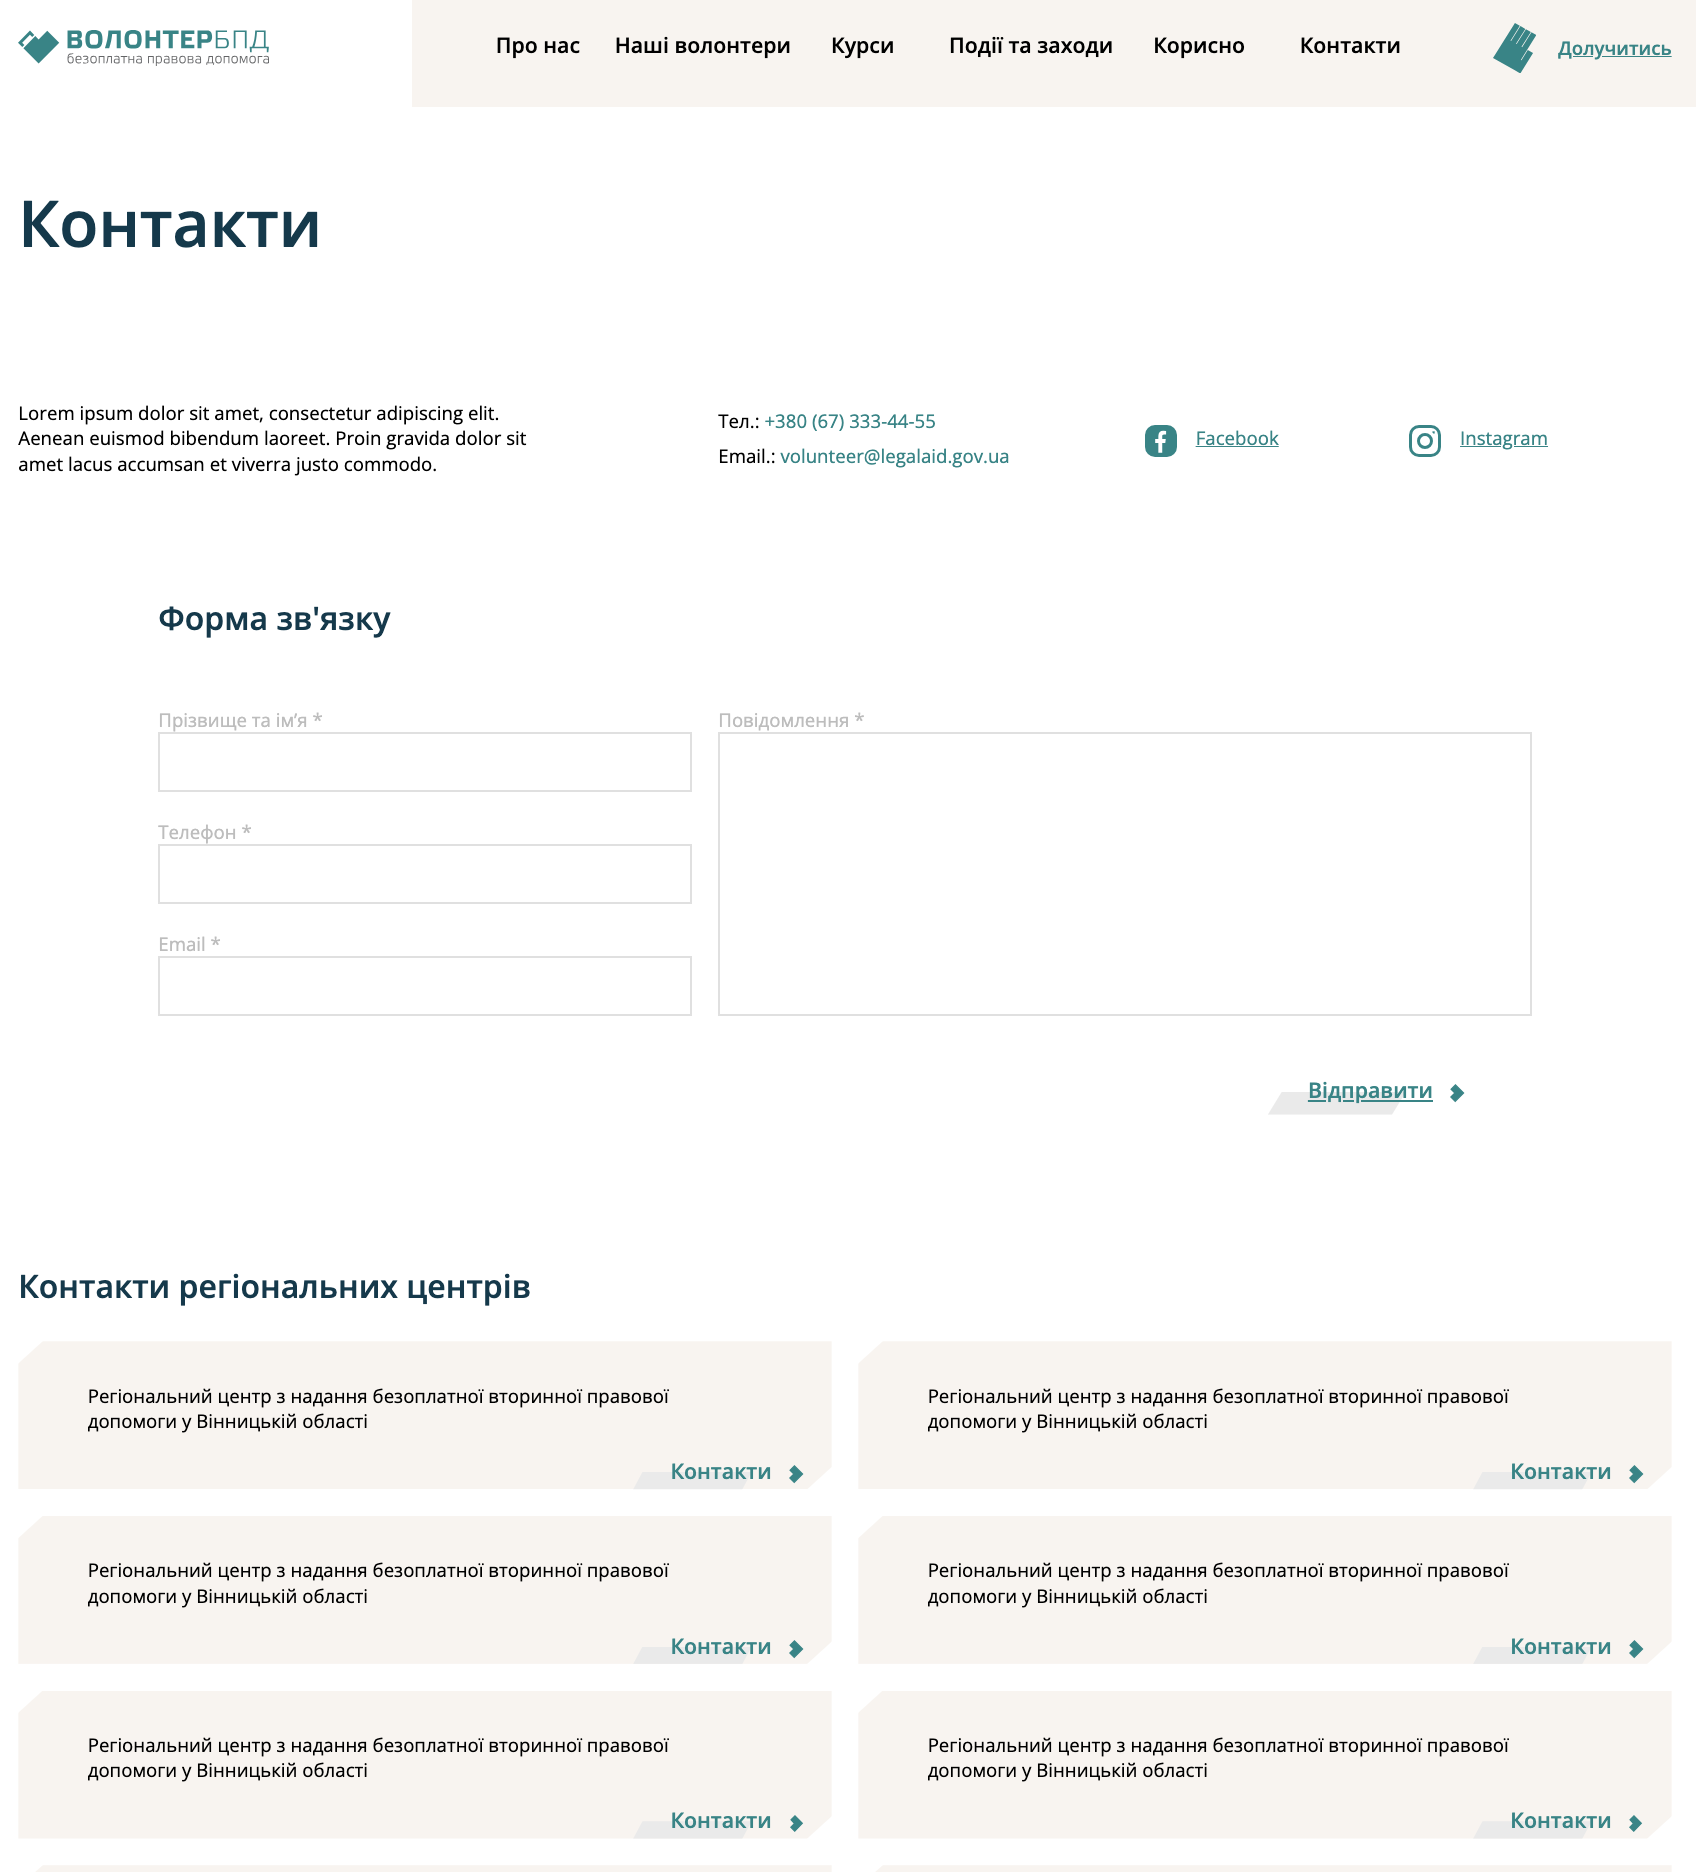 ВОЛОНТЕРБПД
безоплатна правова допомога
Про нас
Наші волонтери
Курси
Події та заходи
Корисно
Контакти
Долучитись
Контакти
Lorem ipsum dolor sit amet, consectetur adipiscing elit.
Aenean euismod bibendum laoreet. Proin gravida dolor sit
amet lacus accumsan et viverra justo commodo.
Тел.: +380 (67) 333-44-55
Email.: volunteer@legalaid.gov.ua
Facebook
Instagram
Форма зв'язку
Прізвище та ім’я *
Телефон *
Email *
Повідомлення *
Відправити
Контакти регіональних центрів
Регіональний центр з надання безоплатної вторинної правової
допомоги у Вінницькій області
Контакти
Регіональний центр з надання безоплатної вторинної правової
допомоги у Вінницькій області
Контакти
Регіональний центр з надання безоплатної вторинної правової
допомоги у Вінницькій області
Контакти
Регіональний центр з надання безоплатної вторинної правової
допомоги у Вінницькій області
Контакти
Регіональний центр з надання безоплатної вторинної правової
допомоги у Вінницькій області
Контакти
Регіональний центр з надання безоплатної вторинної правової
допомоги у Вінницькій області
Контакти